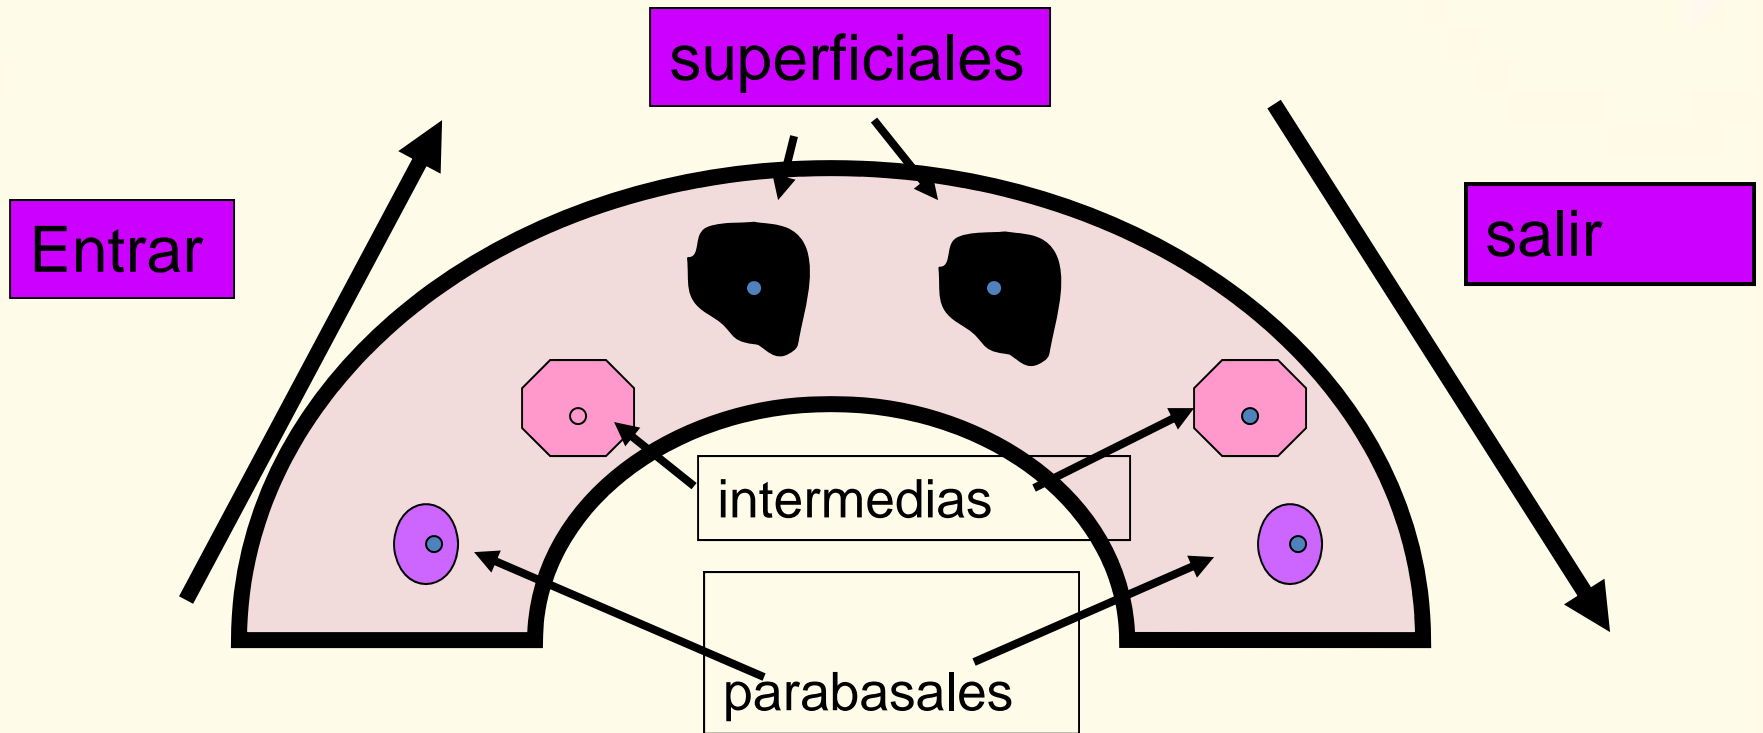 superficiales
Entrar
salir
intermedias
parabasales